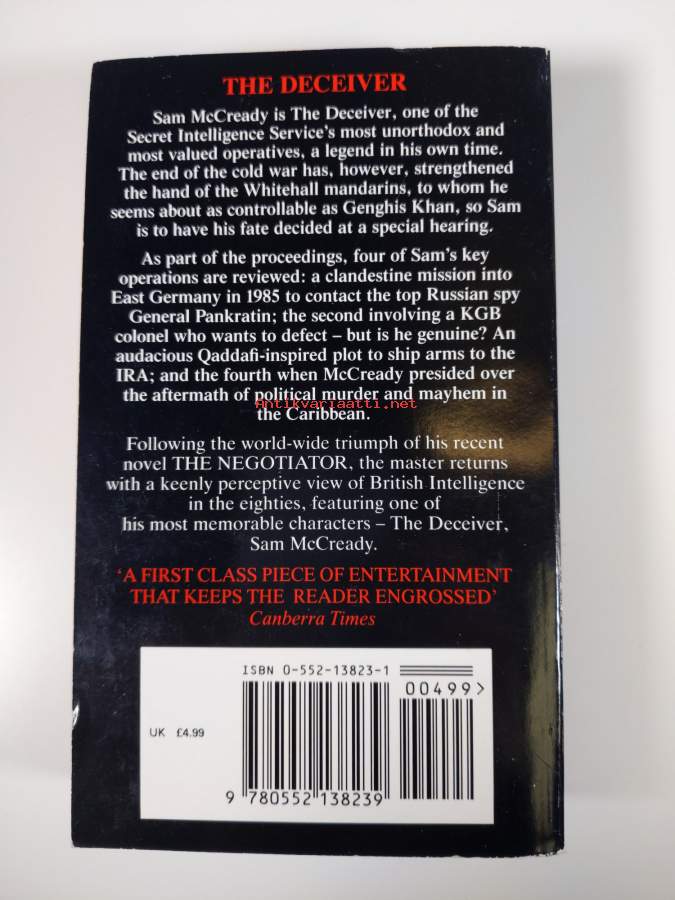 THE DECEIVER
Sam McCready is The Deceiver, one of the
Secret Intelligence Service's most unorthodox and
most valued operatives, a legend in his own time.
The end of the cold war has, however, strengthened
the hand of the Whitehall mandarins, to whom he
seems about as controllable as Genghis Khan, so Sam
is to have his fate decided at a special hearing.
As part of the proceedings, four of Sam's key
operations are reviewed: a clandestine mission into
East Germany in 1985 to contact the top Russian spy
General Pankratin; the second involving a KGB
colonel who wants to defect – but is he genuine? An
audacious Qaddafi-inspired plot to ship arms to the
IRA; and the fourth when McCready presided over
the aftermath of political murder and mayhem in
antikvariaatti.net
the Caribbean.
Following the world-wide triumph of his recent
novel THE NEGOTIATOR, the master returns
with a keenly perceptive view of British Intelligence
in the eighties, featuring one of
his most memorable characters – The Deceiver,
Sam McCready.
'A FIRST CLASS PIECE OF ENTERTAINMENT
THAT KEEPS THE READER ENGROSSED'
Canberra Times
ISBN 0-552-13823-1
00499>
UK £4.99
9 780552 138239